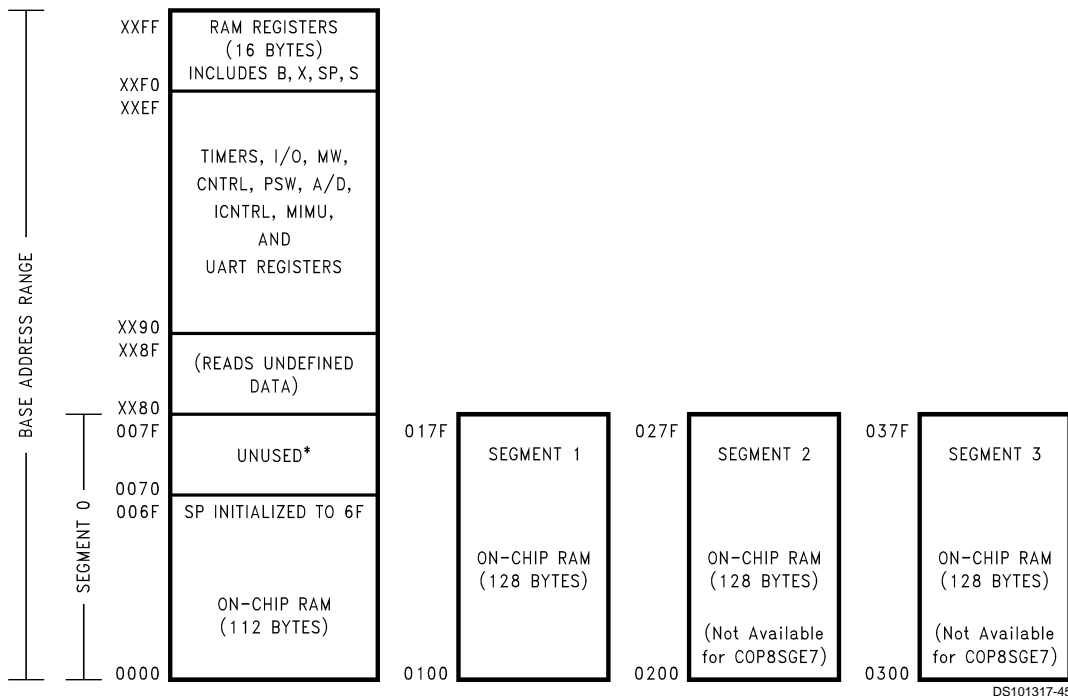 BASE ADDRESS RANGE
SEGMENT 0
XXFF
RAM REGISTERS
(16 BYTES)
INCLUDES B, X, SP, S
XXF0
XXEF
TIMERS, I/O, MW,
CNTRL, PSW, A/D,
ICNTRL, MIMU,
AND
UART REGISTERS
XX90
XX8F
(READS UNDEFINED
DATA)
XX80
007F
UNUSED*
0070
006F
SP INITIALIZED TO 6F
ON-CHIP RAM
(112 BYTES)
0000
017F
SEGMENT 1
ON-CHIP RAM
(128 BYTES)
0100
027F
SEGMENT 2
ON-CHIP RAM
(128 BYTES)
(Not Available
for COP8SGE7)
0200
037F
SEGMENT 3
ON-CHIP RAM
(128 BYTES)
(Not Available
for COP8SGE7)
0300
DS101317-45